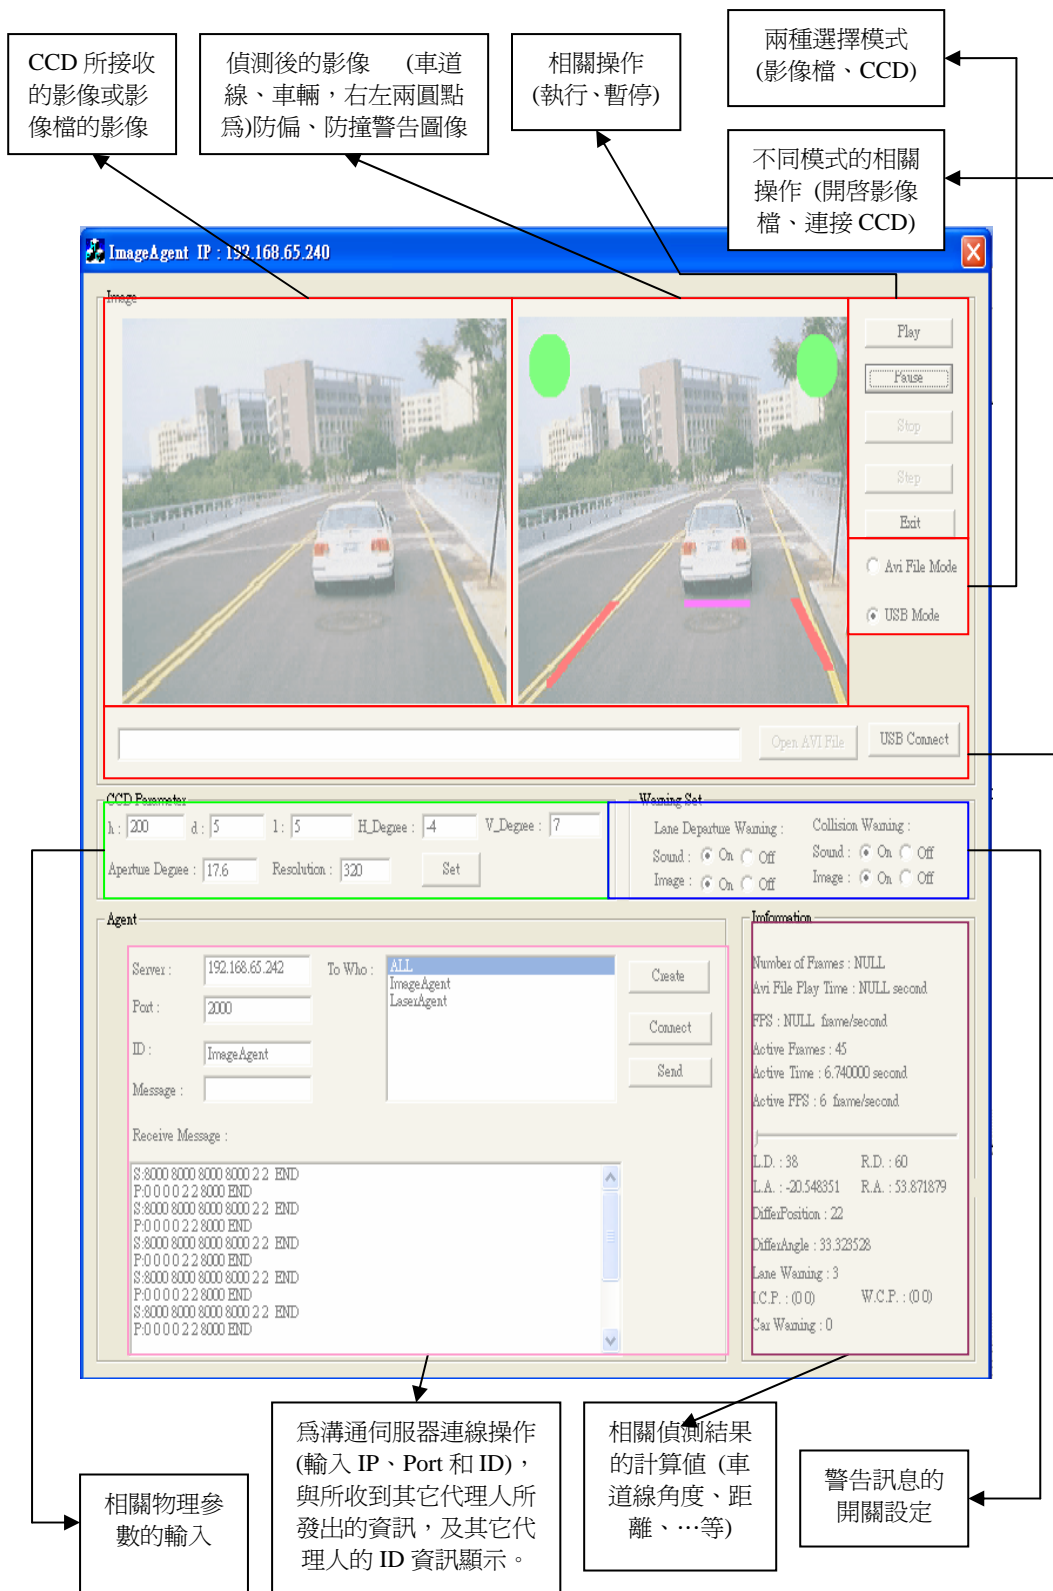 兩種選擇模式
(影像檔、CCD)
CCD 所接收
的影像或影
像檔的影像
偵測後的影像 (車道
線、車輛，右左兩圓點
為)防偏、防撞警告圖像
相關操作
(執行、暫停)
不同模式的相關
操作 (開啓影像
檔、連接 CCD)
ImageAgent IP : 192.168.65.240
Image
Play
Pause
Stop
Step
Exit
Avi File Mode
USB Mode
Open AVI File
USB Connect
CCD Parameter
h : 200 d : 5 l : 5 H_Degree : -4 V_Degree : 7
Aperture Degree : 17.6 Resolution : 320 Set
Warning Set
Lane Departure Warning : Collision Warning :
Sound : On Off Sound : On Off
Image : On Off Image : On Off
Agent
Server : 192.168.65.242
Port : 2000
ID : ImageAgent
Message :
To Who : ALL
ImageAgent
LaserAgent
Create
Connect
Send
Receive Message :
S:8000 8000 8000 8000 2 2 END
P:0 0 0 0 2 2 8000 END
S:8000 8000 8000 8000 2 2 END
P:0 0 0 0 2 2 8000 END
S:8000 8000 8000 8000 2 2 END
P:0 0 0 0 2 2 8000 END
S:8000 8000 8000 8000 2 2 END
P:0 0 0 0 2 2 8000 END
S:8000 8000 8000 8000 2 2 END
P:0 0 0 0 2 2 8000 END
Imformation
Number of Frames : NULL
Avi File Play Time : NULL second
FPS : NULL frame/second
Active Frames : 45
Active Time : 6.740000 second
Active FPS : 6 frame/second
L.D. : 38 R.D. : 60
L.A. : -20.548351 R.A. : 53.871879
DifferPosition : 22
DifferAngle : 33.323528
Lane Warning : 3
I.C.P. : (0 0) W.C.P. : (0 0)
Car Warning : 0
相關物理參
數的輸入
為溝通伺服器連線操作
(輸入 IP、Port 和 ID)，
與所收到其它代理人所
發出的資訊，及其它代
理人的 ID 資訊顯示。
相關偵測結果
的計算值 (車
道線角度、距
離、…等)
警告訊息的
開關設定